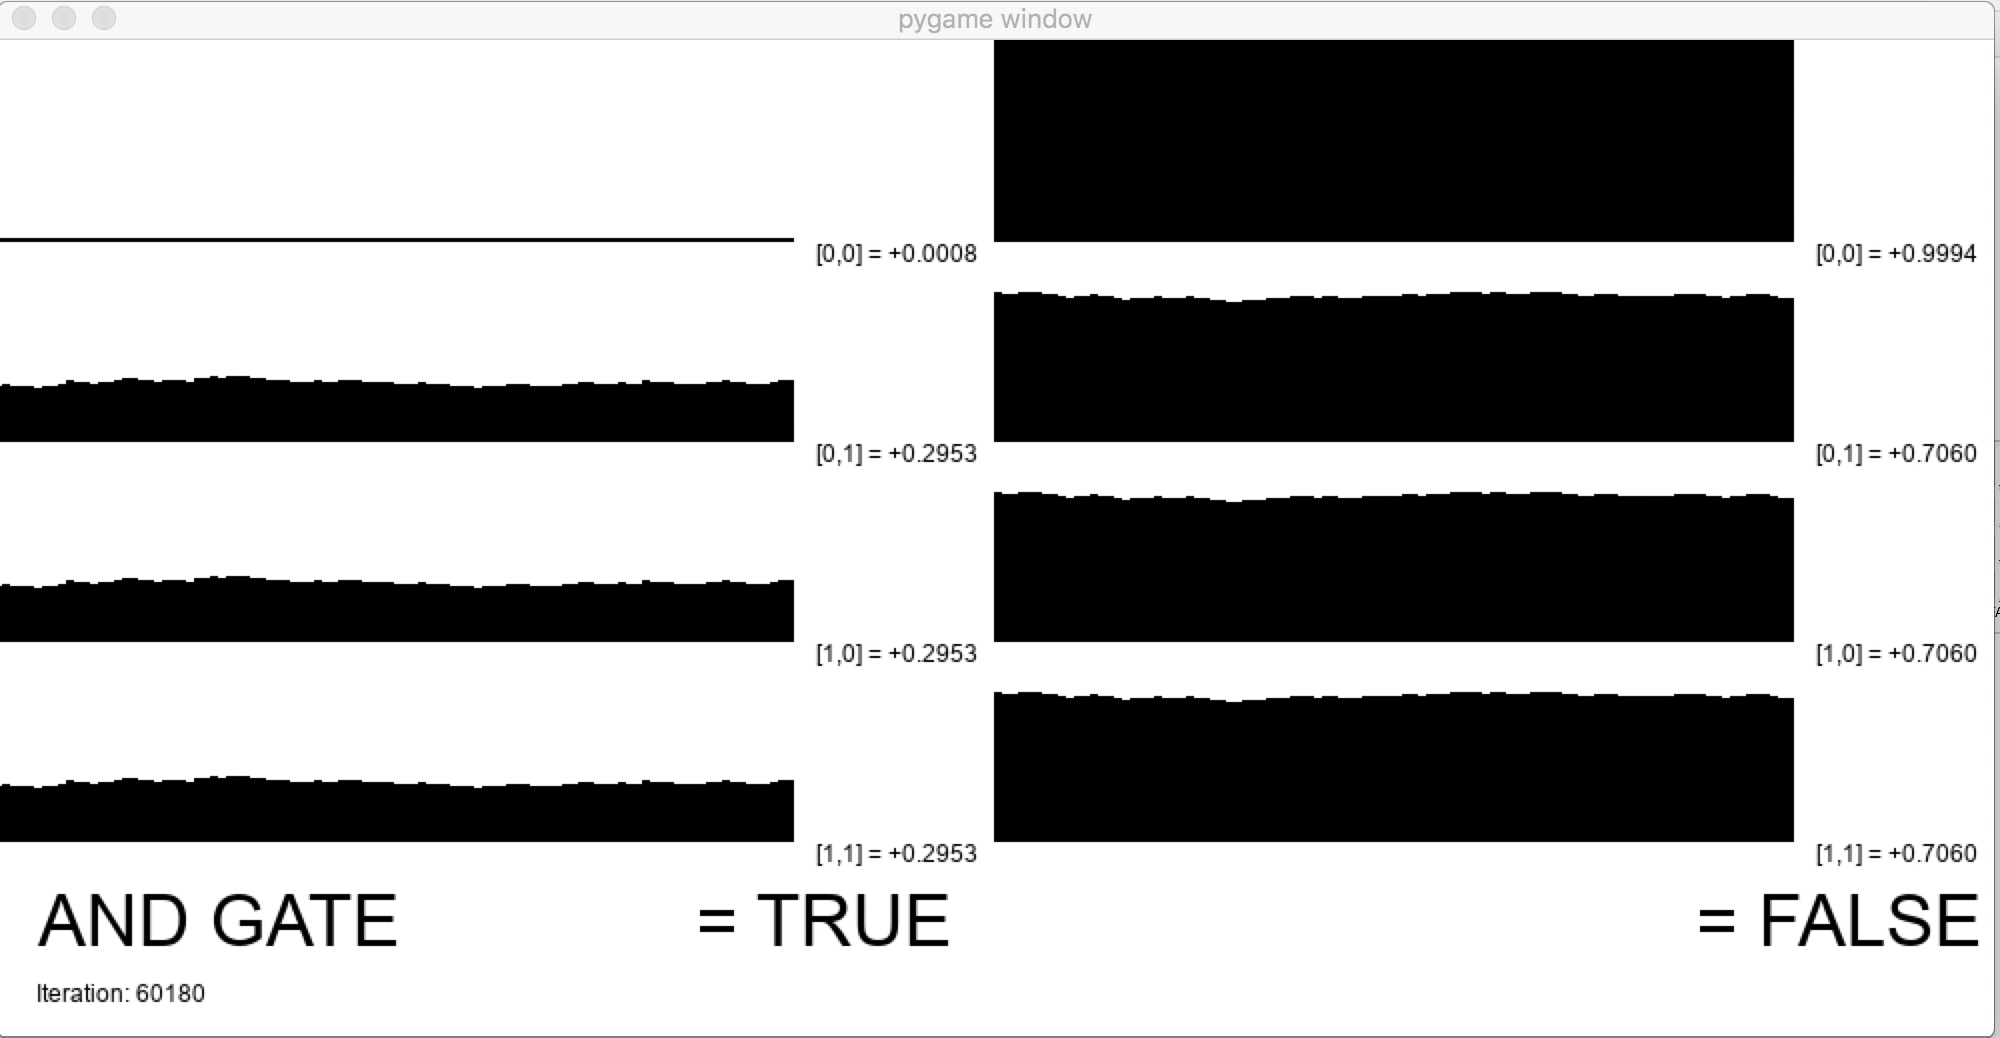 pygame window
[0,0] = +0.0008
[0,0] = +0.9994
[0,1] = +0.2953
[0,1] = +0.7060
[1,0] = +0.2953
[1,0] = +0.7060
[1,1] = +0.2953
[1,1] = +0.7060
AND GATE = TRUE = FALSE
Iteration: 60180